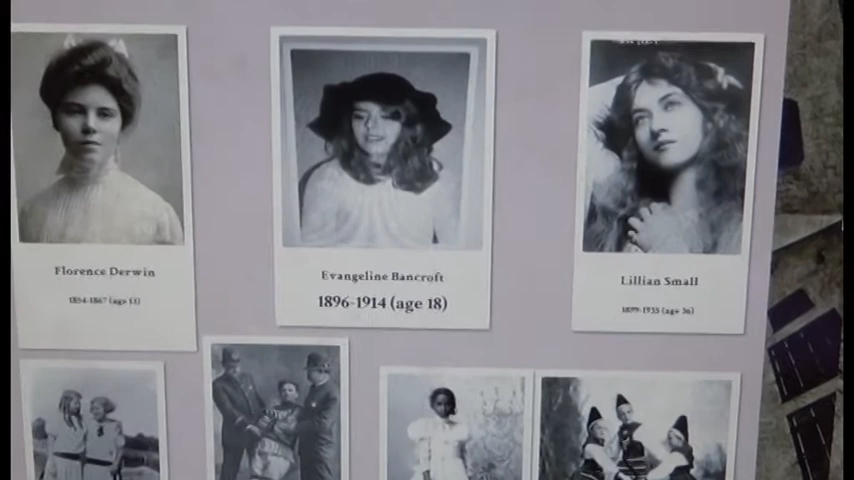 Florence Derwin
1854-1867 (age 13)
Evangeline Bancroft
1896-1914 (age 18)
Lillian Small
1899-1935 (age 36)